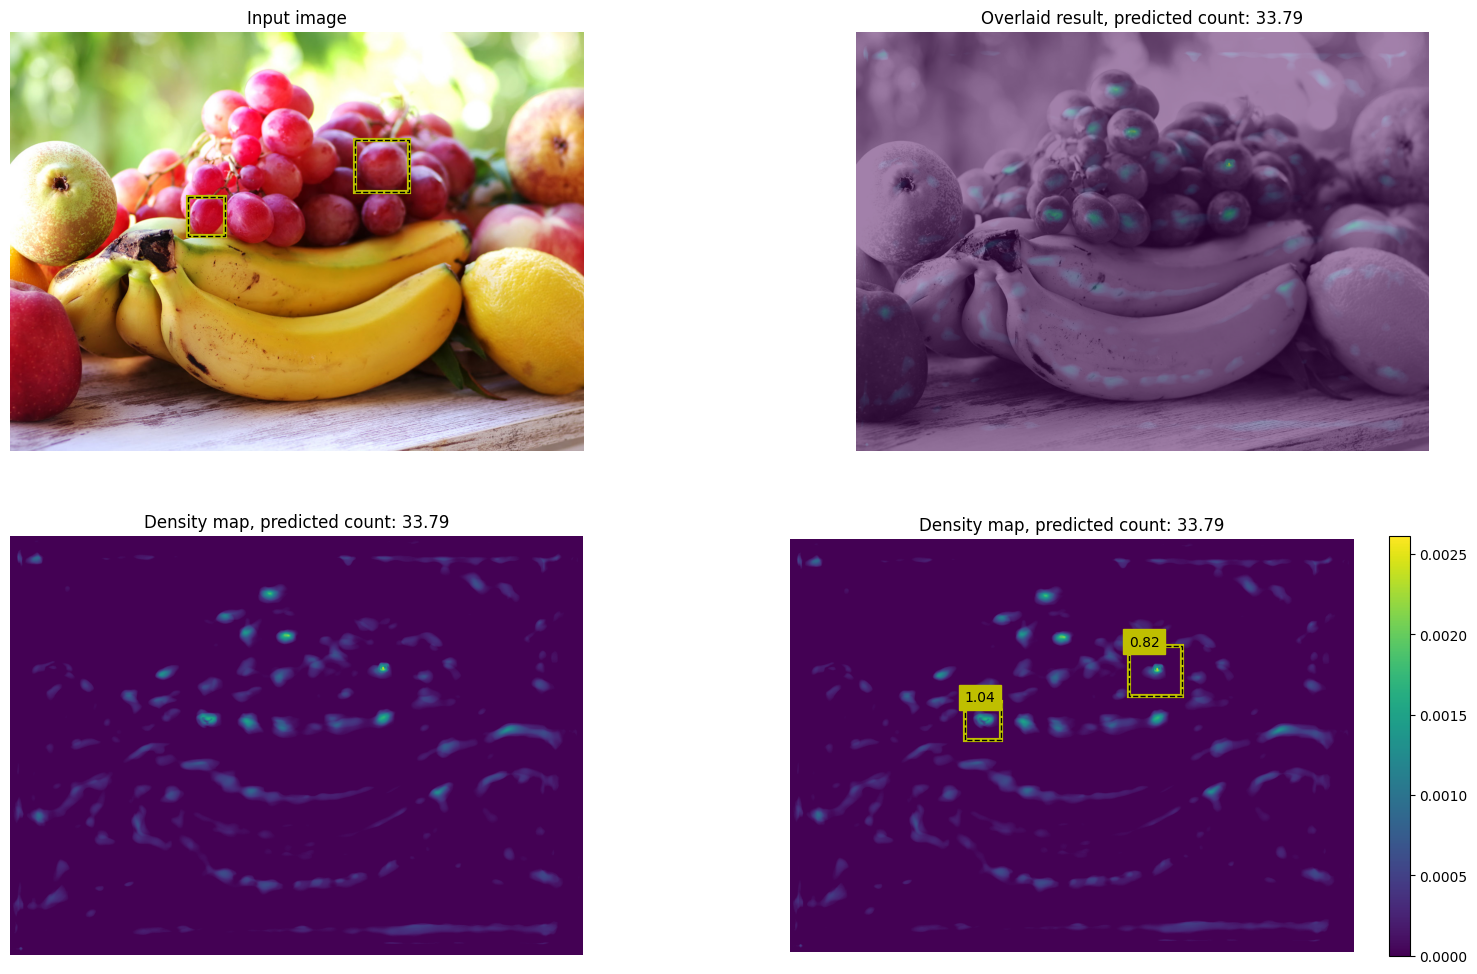 Input image
Overlaid result, predicted count: 33.79
Density map, predicted count: 33.79
Density map, predicted count: 33.79
0.82
1.04
0.0025
0.0020
0.0015
0.0010
0.0005
0.0000